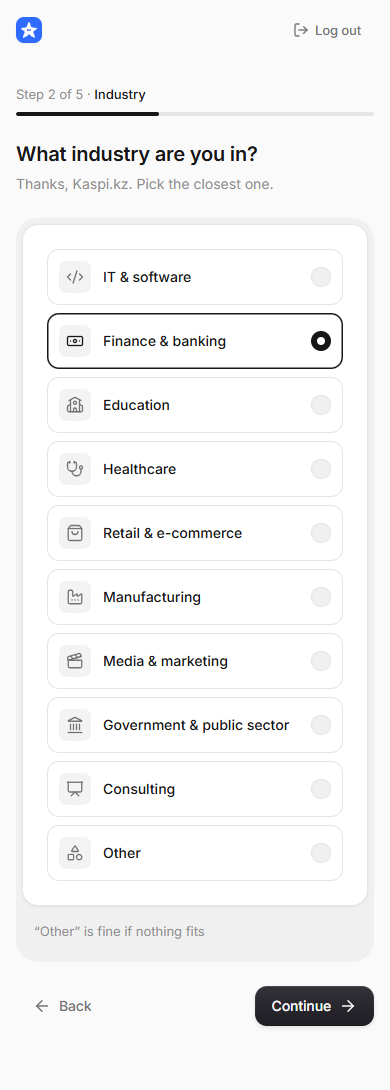 Log out
Step 2 of 5 · Industry
What industry are you in?
Thanks, Kaspi.kz. Pick the closest one.
IT & software
Finance & banking
Education
Healthcare
Retail & e-commerce
Manufacturing
Media & marketing
Government & public sector
Consulting
Other
“Other” is fine if nothing fits
Back
Continue